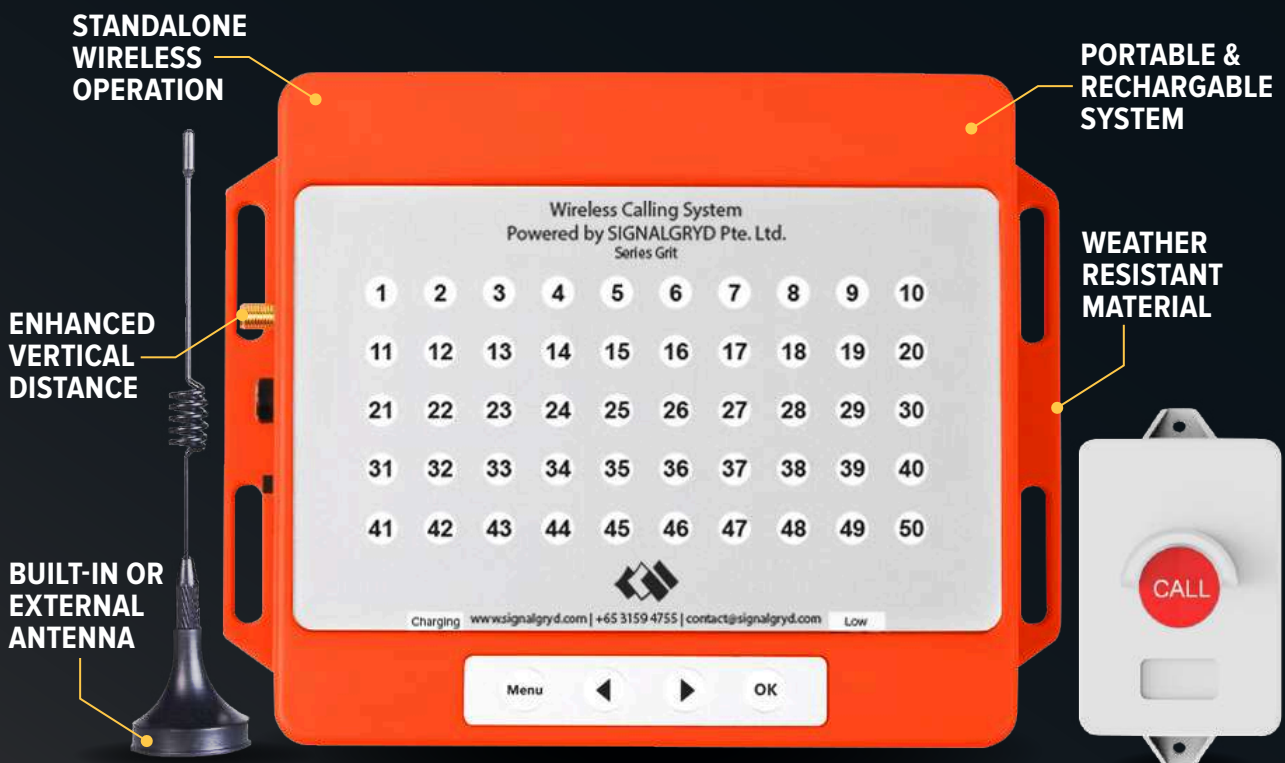 STANDALONE
WIRELESS
OPERATION
PORTABLE &
RECHARGABLE
SYSTEM
Wireless Calling System
Powered by SIGNALGRYD Pte. Ltd.
Series Grit
1 2 3 4 5 6 7 8 9 10
11 12 13 14 15 16 17 18 19 20
21 22 23 24 25 26 27 28 29 30
31 32 33 34 35 36 37 38 39 40
41 42 43 44 45 46 47 48 49 50
Charging www.signalgryd.com | +65 3159 4755 | contact@signalgryd.com Low
Menu OK
ENHANCED
VERTICAL
DISTANCE
WEATHER
RESISTANT
MATERIAL
BUILT-IN OR
EXTERNAL
ANTENNA
CALL